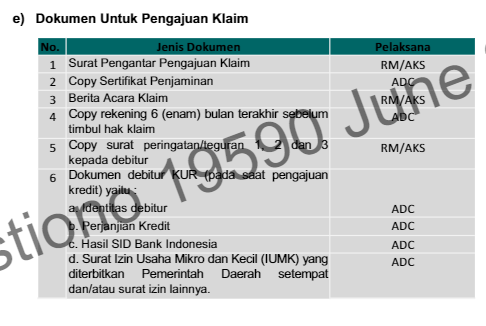 e) Dokumen Untuk Pengajuan Klaim
No. Jenis Dokumen Pelaksana
1 Surat Pengantar Pengajuan Klaim RM/AKS
2 Copy Sertifikat Penjaminan ADC
3 Berita Acara Klaim RM/AKS
4 Copy rekening 6 (enam) bulan terakhir sebelum ADC
timbul hak klaim
5 Copy surat peringatan/teguran 1, 2 dan 3 RM/AKS
kepada debitur
6 Dokumen debitur KUR (pada saat pengajuan
kredit) yaitu :
a. Identitas debitur ADC
b. Perjanjian Kredit ADC
c. Hasil SID Bank Indonesia ADC
d. Surat Izin Usaha Mikro dan Kecil (IUMK) yang ADC
diterbitkan Pemerintah Daerah setempat
dan/atau surat izin lainnya.
stiono 19590 June